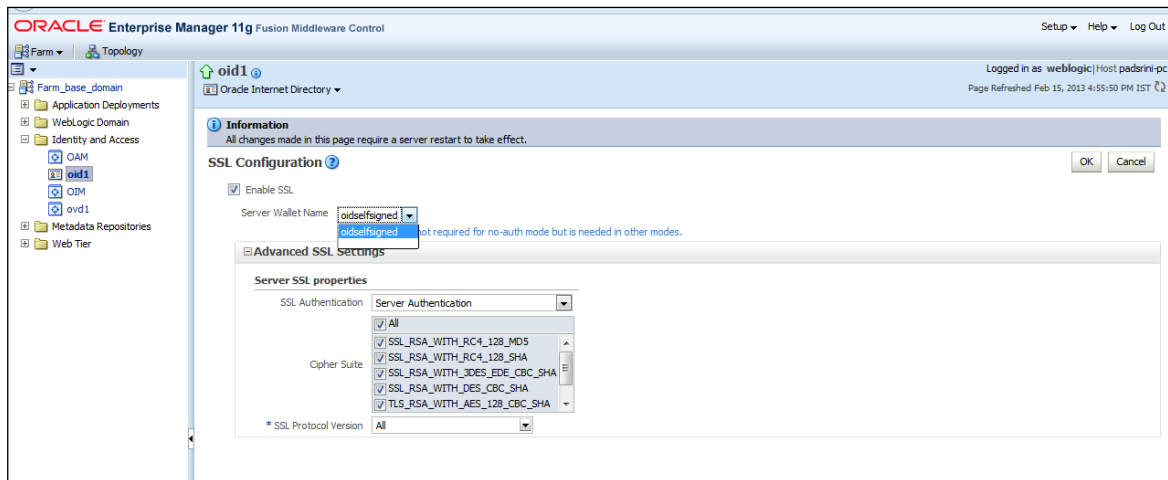 ORACLE Enterprise Manager 11g Fusion Middleware Control
Setup Help Log Out
Farm Topology
Farm_base_domain
Application Deployments
WebLogic Domain
Identity and Access
OAM
oid1
OIM
ovd1
Metadata Repositories
Web Tier
oid1
Logged in as weblogic|Host padsrini-pc
Oracle Internet Directory
Page Refreshed Feb 15, 2013 4:55:50 PM IST
Information
All changes made in this page require a server restart to take effect.
SSL Configuration
OK Cancel
Enable SSL
Server Wallet Name oidselfsigned
oidselfsigned not required for no-auth mode but is needed in other modes.
Advanced SSL Settings
Server SSL properties
SSL Authentication Server Authentication
All
SSL_RSA_WITH_RC4_128_MD5
SSL_RSA_WITH_RC4_128_SHA
Cipher Suite
SSL_RSA_WITH_3DES_EDE_CBC_SHA
SSL_RSA_WITH_DES_CBC_SHA
TLS_RSA_WITH_AES_128_CBC_SHA
* SSL Protocol Version All